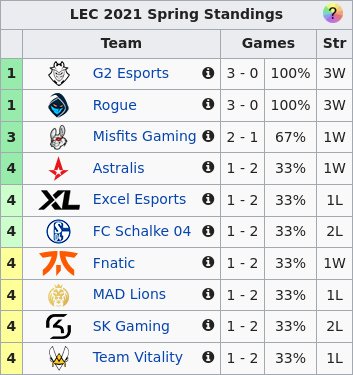 LEC 2021 Spring Standings ?
Team Games Str
1 G2 Esports i 3 - 0 100% 3W
1 Rogue i 3 - 0 100% 3W
3 Misfits Gaming i 2 - 1 67% 1W
4 Astralis i 1 - 2 33% 1W
4 XL Excel Esports i 1 - 2 33% 1L
4 FC Schalke 04 i 1 - 2 33% 2L
4 Fnatic i 1 - 2 33% 1W
4 MAD Lions i 1 - 2 33% 1L
4 SK SK Gaming i 1 - 2 33% 2L
4 Team Vitality i 1 - 2 33% 1L